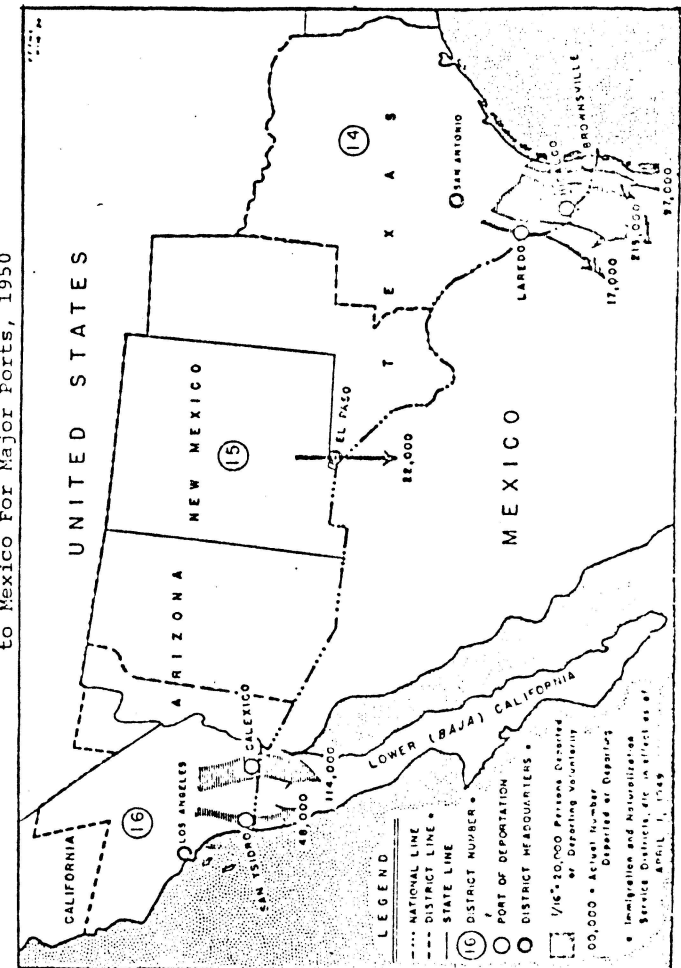 to Mexico For Major Ports, 1950
UNITED STATES
CALIFORNIA
16
ARIZONA
NEW MEXICO
15
14
TEXAS
LOS ANGELES
SAN YSIDRO
CALEXICO
48,000
114,000
EL PASO
22,000
SAN ANTONIO
LAREDO
BROWNSVILLE
17,000
215,000
97,000
MEXICO
LOWER (BAJA) CALIFORNIA
LEGEND
NATIONAL LINE
DISTRICT LINE *
STATE LINE
16 DISTRICT NUMBER *
PORT OF DEPORTATION
DISTRICT HEADQUARTERS *
1/16" = 20,000 Persons Deported
or Departing Voluntarily
00,000 = Actual Number
Deported or Departing
* Immigration and Naturalization
Service Districts, etc. in effect as of
APRIL 1, 1949